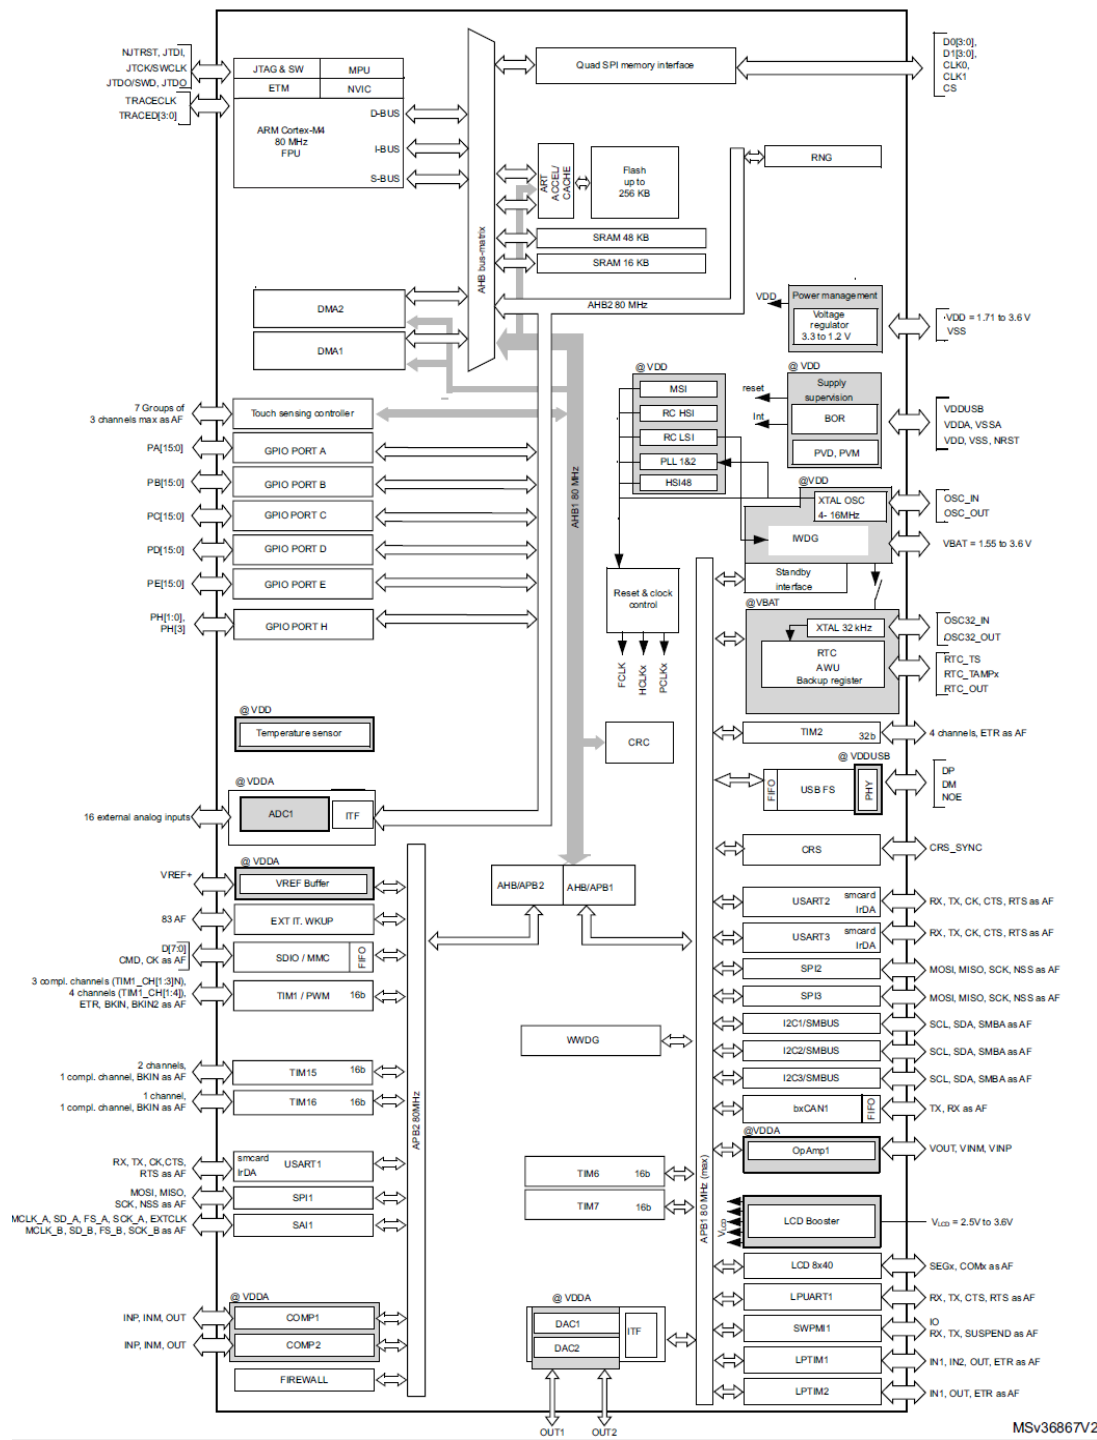 NJTRST, JTDI,
JTCK/SWCLK
JTDO/SWD, JTDO
TRACECLK
TRACED[3:0]
JTAG & SW
MPU
ETM
NVIC
ARM Cortex-M4
80 MHz
FPU
D-BUS
I-BUS
S-BUS
AHB bus-matrix
Quad SPI memory interface
D0[3:0],
D1[3:0],
CLK0,
CLK1
CS
ART
ACCEL/
CACHE
Flash
up to
256 KB
RNG
SRAM 48 KB
SRAM 16 KB
AHB2 80 MHz
DMA2
DMA1
VDD
Power management
Voltage
regulator
3.3 to 1.2 V
VDD = 1.71 to 3.6 V
VSS
@ VDD
MSI
RC HSI
RC LSI
PLL 1&2
HSI48
@ VDD
reset
Int
Supply
supervision
BOR
PVD, PVM
VDDUSB
VDDA, VSSA
VDD, VSS, NRST
7 Groups of
3 channels max as AF
Touch sensing controller
PA[15:0]
GPIO PORT A
PB[15:0]
GPIO PORT B
PC[15:0]
GPIO PORT C
PD[15:0]
GPIO PORT D
PE[15:0]
GPIO PORT E
PH[1:0],
PH[3]
GPIO PORT H
AHB1 80 MHz
@VDD
XTAL OSC
4- 16MHz
IWDG
OSC_IN
OSC_OUT
VBAT = 1.55 to 3.6 V
Standby
interface
Reset & clock
control
FCLK
HCLKx
PCLKx
@VBAT
XTAL 32 kHz
RTC
AWU
Backup register
OSC32_IN
OSC32_OUT
RTC_TS
RTC_TAMPx
RTC_OUT
@ VDD
Temperature sensor
CRC
TIM2
32b
4 channels, ETR as AF
@ VDDUSB
FIFO
USB FS
PHY
DP
DM
NOE
@ VDDA
16 external analog inputs
ADC1
ITF
CRS
CRS_SYNC
AHB/APB2
AHB/APB1
@ VDDA
VREF+
VREF Buffer
83 AF
EXT IT. WKUP
D[7:0]
CMD, CK as AF
SDIO / MMC
FIFO
3 compl. channels (TIM1_CH[1:3]N),
4 channels (TIM1_CH[1:4]),
ETR, BKIN, BKIN2 as AF
TIM1 / PWM
16b
2 channels,
1 compl. channel, BKIN as AF
TIM15
16b
1 channel,
1 compl. channel, BKIN as AF
TIM16
16b
APB2 80MHz
RX, TX, CK,CTS,
RTS as AF
smcard
IrDA
USART1
MOSI, MISO,
SCK, NSS as AF
SPI1
MCLK_A, SD_A, FS_A, SCK_A, EXTCLK
MCLK_B, SD_B, FS_B, SCK_B as AF
SAI1
@ VDDA
INP, INM, OUT
COMP1
INP, INM, OUT
COMP2
FIREWALL
USART2
smcard
IrDA
RX, TX, CK, CTS, RTS as AF
USART3
smcard
IrDA
RX, TX, CK, CTS, RTS as AF
SPI2
MOSI, MISO, SCK, NSS as AF
SPI3
MOSI, MISO, SCK, NSS as AF
WWDG
I2C1/SMBUS
SCL, SDA, SMBA as AF
I2C2/SMBUS
SCL, SDA, SMBA as AF
I2C3/SMBUS
SCL, SDA, SMBA as AF
bxCAN1
FIFO
TX, RX as AF
@VDDA
OpAmp1
VOUT, VINM, VINP
TIM6
16b
TIM7
16b
APB1 80 MHz (max)
VLCD
LCD Booster
VLCD = 2.5V to 3.6V
LCD 8x40
SEGx, COMx as AF
LPUART1
RX, TX, CTS, RTS as AF
SWPMI1
IO
RX, TX, SUSPEND as AF
LPTIM1
IN1, IN2, OUT, ETR as AF
LPTIM2
IN1, OUT, ETR as AF
@ VDDA
DAC1
DAC2
ITF
OUT1
OUT2
MSv36867V2